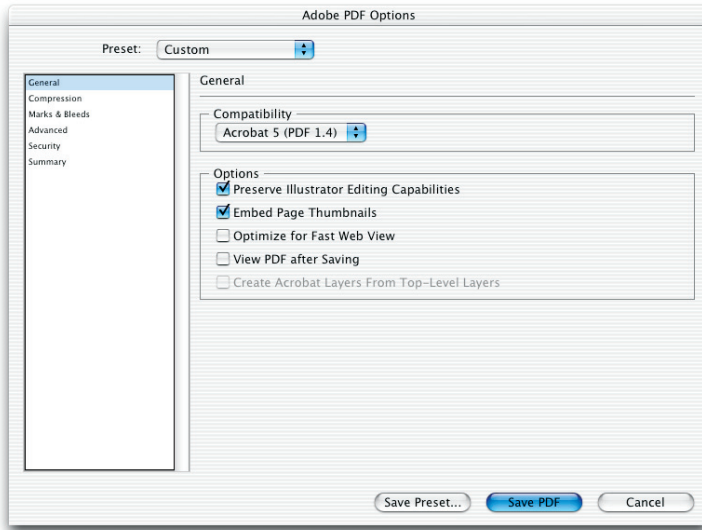 Adobe PDF Options
Preset: Custom
General
Compression
Marks & Bleeds
Advanced
Security
Summary
General
Compatibility
Acrobat 5 (PDF 1.4)
Options
Preserve Illustrator Editing Capabilities
Embed Page Thumbnails
Optimize for Fast Web View
View PDF after Saving
Create Acrobat Layers From Top-Level Layers
Save Preset... Save PDF Cancel